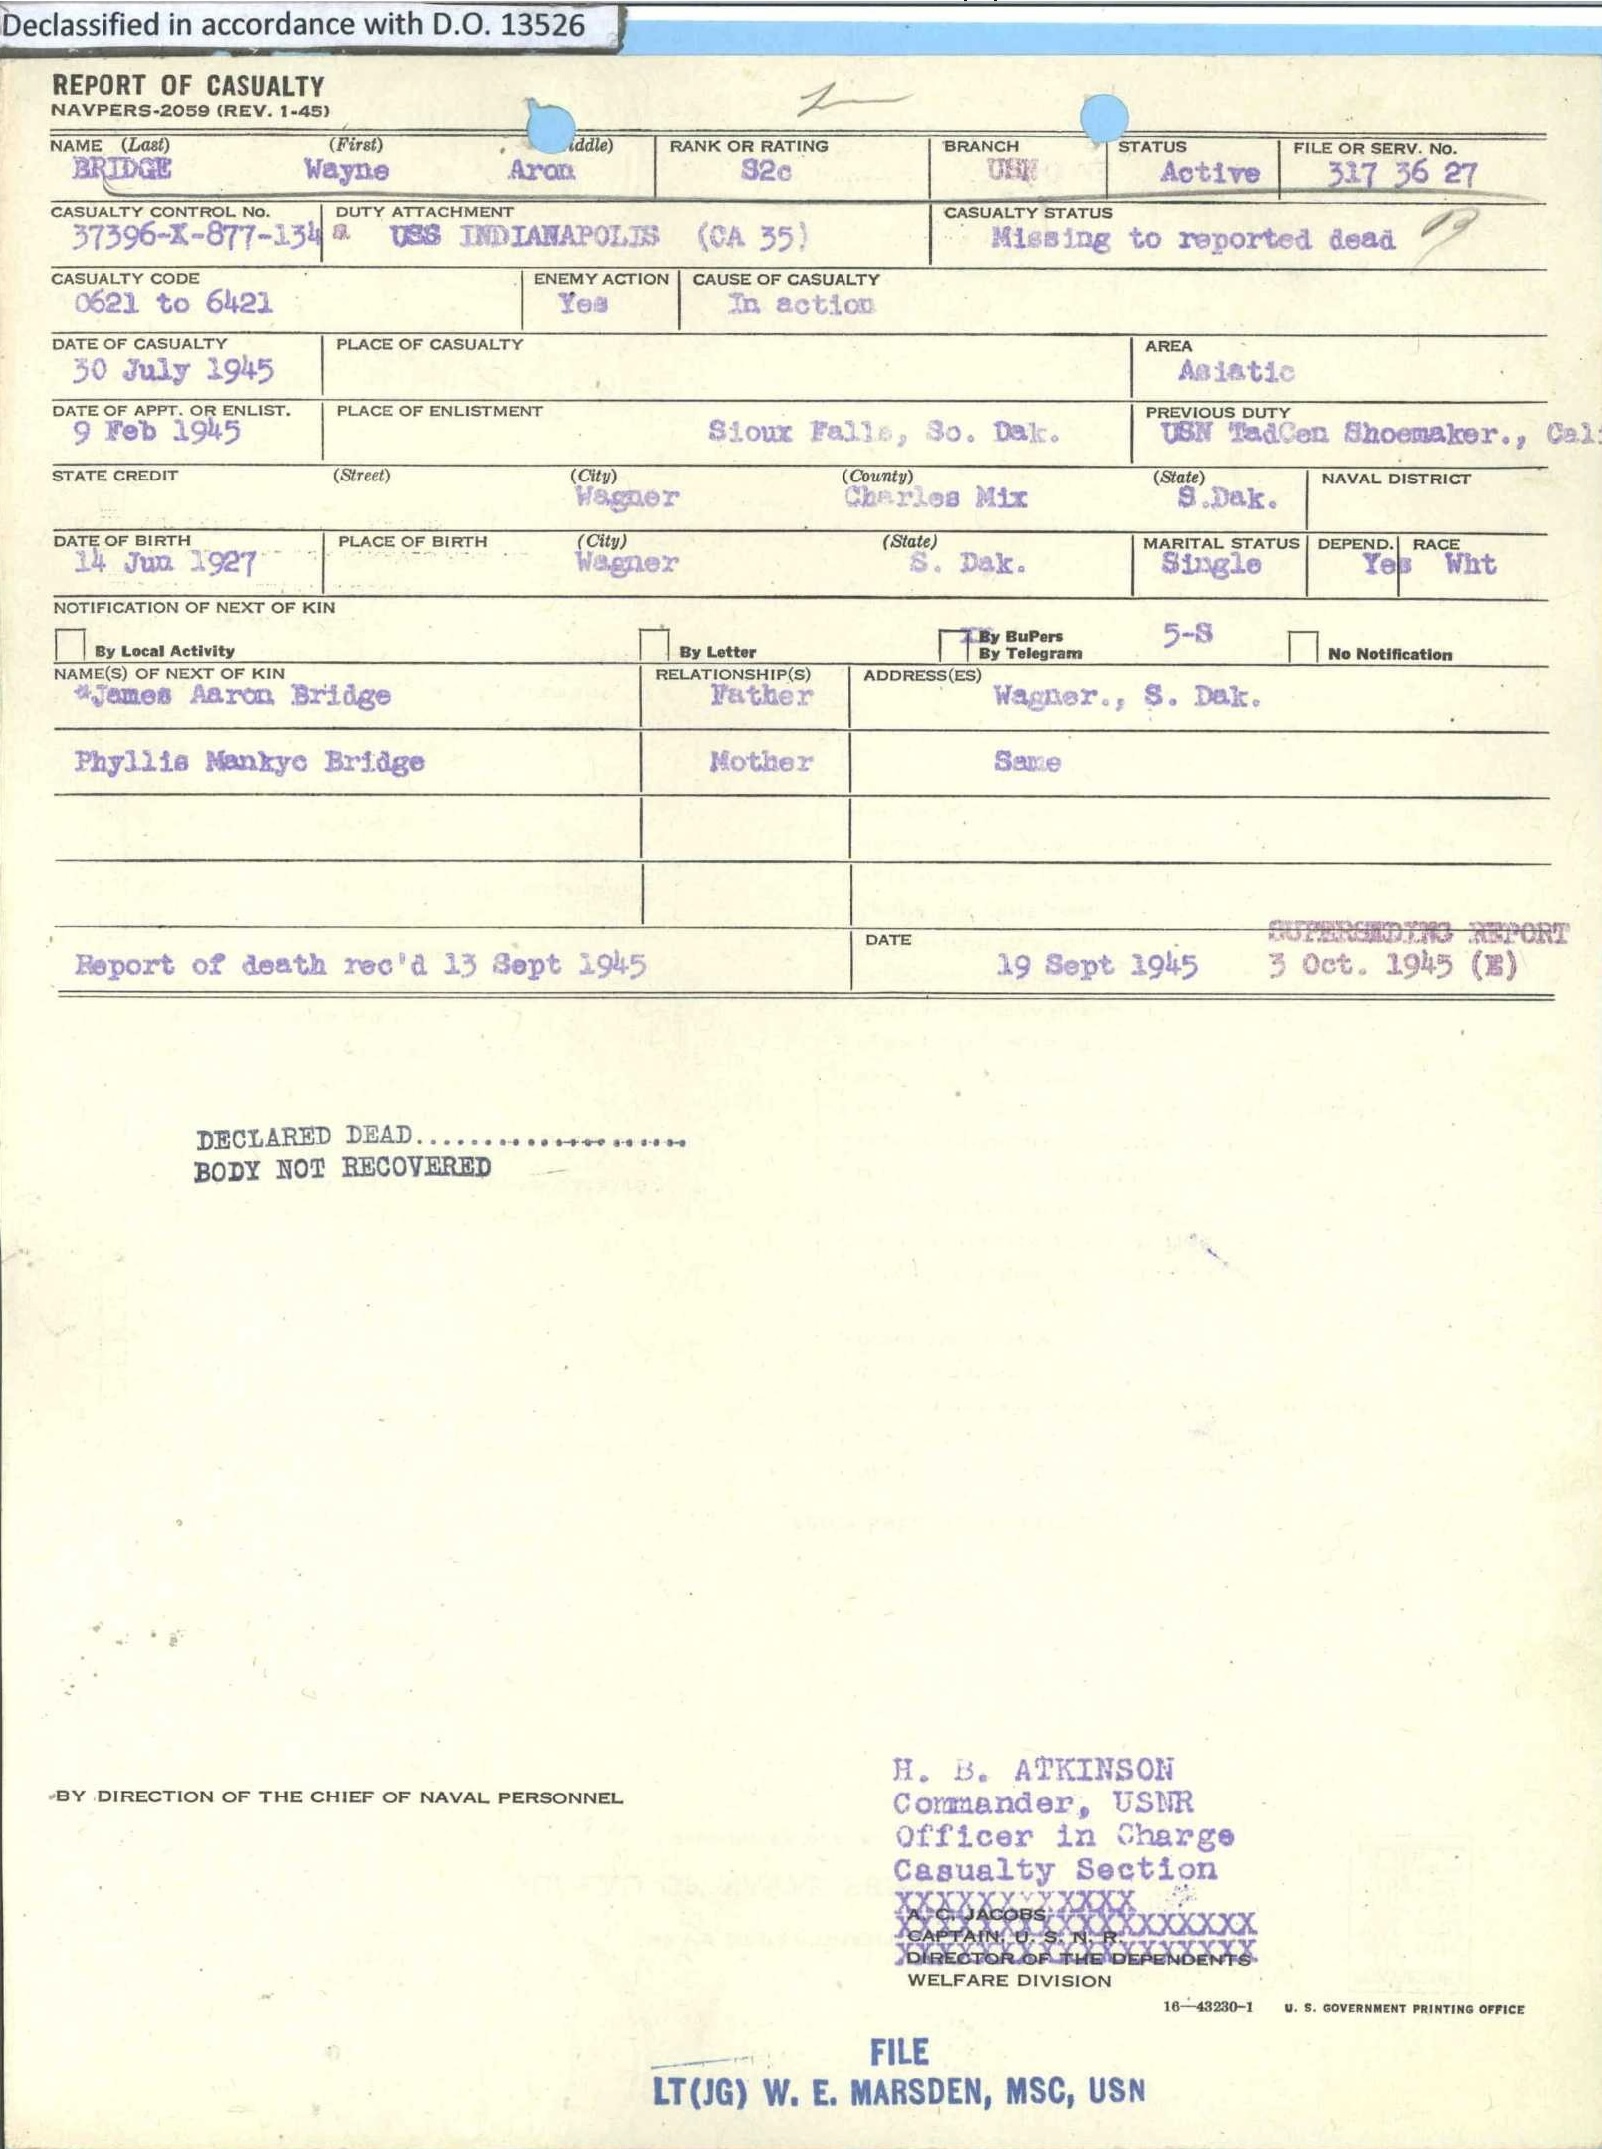 Declassified in accordance with D.O. 13526
REPORT OF CASUALTY
NAVPERS-2059 (REV. 1-45)
NAME (Last) (First) iddle) RANK OR RATING BRANCH STATUS FILE OR SERV. No.
BRIDGE Wayne Aron S2c USN Active 317 36 27
CASUALTY CONTROL No. DUTY ATTACHMENT CASUALTY STATUS
37396-X-877-134 a USS INDIANAPOLIS (CA 35) Missing to reported dead
CASUALTY CODE ENEMY ACTION CAUSE OF CASUALTY
0621 to 6421 Yes In action
DATE OF CASUALTY PLACE OF CASUALTY AREA
30 July 1945 Asiatic
DATE OF APPT. OR ENLIST. PLACE OF ENLISTMENT PREVIOUS DUTY
9 Feb 1945 Sioux Falls, So. Dak. USN TadCen Shoemaker., Cal
STATE CREDIT (Street) (City) (County) (State) NAVAL DISTRICT
Wagner Charles Mix S.Dak.
DATE OF BIRTH PLACE OF BIRTH (City) (State) MARITAL STATUS DEPEND. RACE
14 Jun 1927 Wagner S. Dak. Single Yes Wht
NOTIFICATION OF NEXT OF KIN
By Local Activity By Letter By BuPers By Telegram 5-S No Notification
NAME(S) OF NEXT OF KIN RELATIONSHIP(S) ADDRESS(ES)
*James Aaron Bridge Father Wagner., S. Dak.
Phyllis Mankyc Bridge Mother Same
DATE SUPERSEDING REPORT
Report of death rec'd 13 Sept 1945 19 Sept 1945 3 Oct. 1945 (E)
DECLARED DEAD.......................
BODY NOT RECOVERED
BY DIRECTION OF THE CHIEF OF NAVAL PERSONNEL
H. B. ATKINSON
Commander, USNR
Officer in Charge
Casualty Section
A. C. JACOBS
CAPTAIN, U. S. N. R.
DIRECTOR OF THE DEPENDENTS
WELFARE DIVISION
16—43230-1 U. S. GOVERNMENT PRINTING OFFICE
FILE
LT(JG) W. E. MARSDEN, MSC, USN